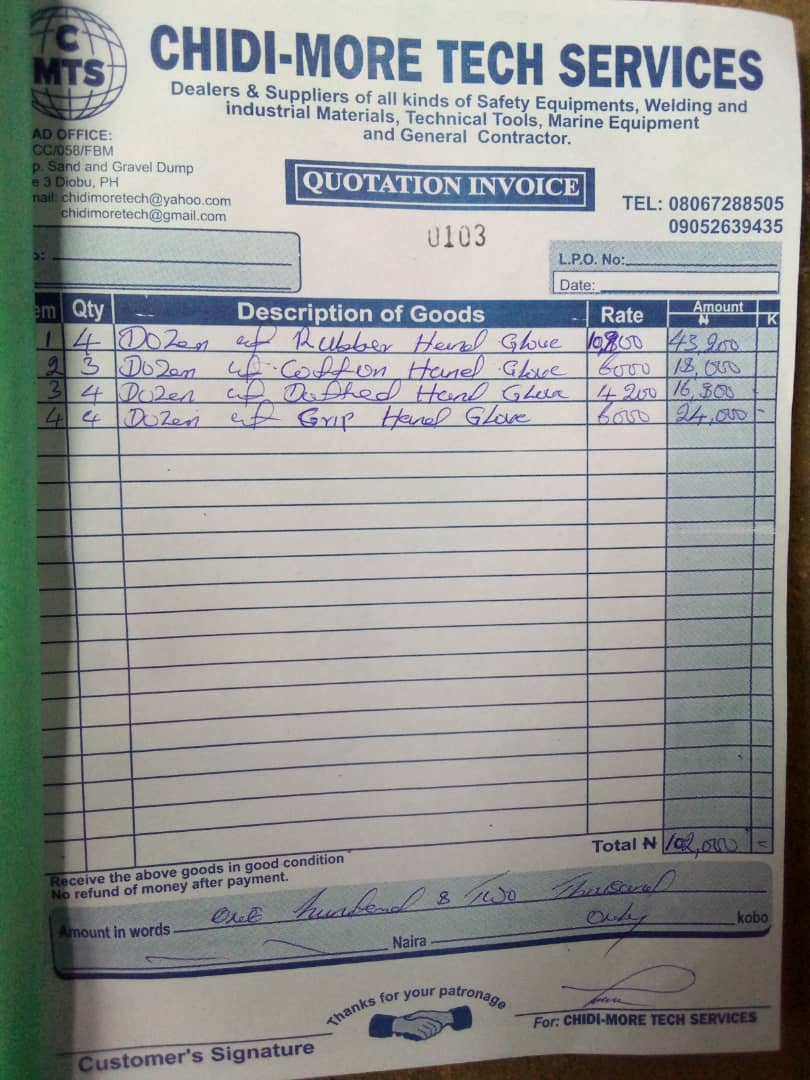 C
MTS
CHIDI-MORE TECH SERVICES
Dealers & Suppliers of all kinds of Safety Equipments, Welding and
industrial Materials, Technical Tools, Marine Equipment
and General Contractor.
AD OFFICE:
CC/058/FBM
p. Sand and Gravel Dump
e 3 Diobu, PH
mail: chidimoretech@yahoo.com
chidimoretech@gmail.com
QUOTATION INVOICE
TEL: 08067288505
09052639435
0103
L.P.O. No:
Date:
em Qty Description of Goods Rate Amount
₦ K
1 4 Dozen of Rubber Hand Glove 10,800 43,200
2 3 Dozen of Cotton Hand Glove 6000 18,000
3 4 Dozen of Hand Glove 4,200 16,800
4 4 Dozen of Grip Hand Glove 6000 24,000 -
Total ₦ 102,000 =
Receive the above goods in good condition
No refund of money after payment.
Amount in words One hundred & Two Thousand
Naira Only kobo
Thanks for your patronage
For: CHIDI-MORE TECH SERVICES
Customer's Signature